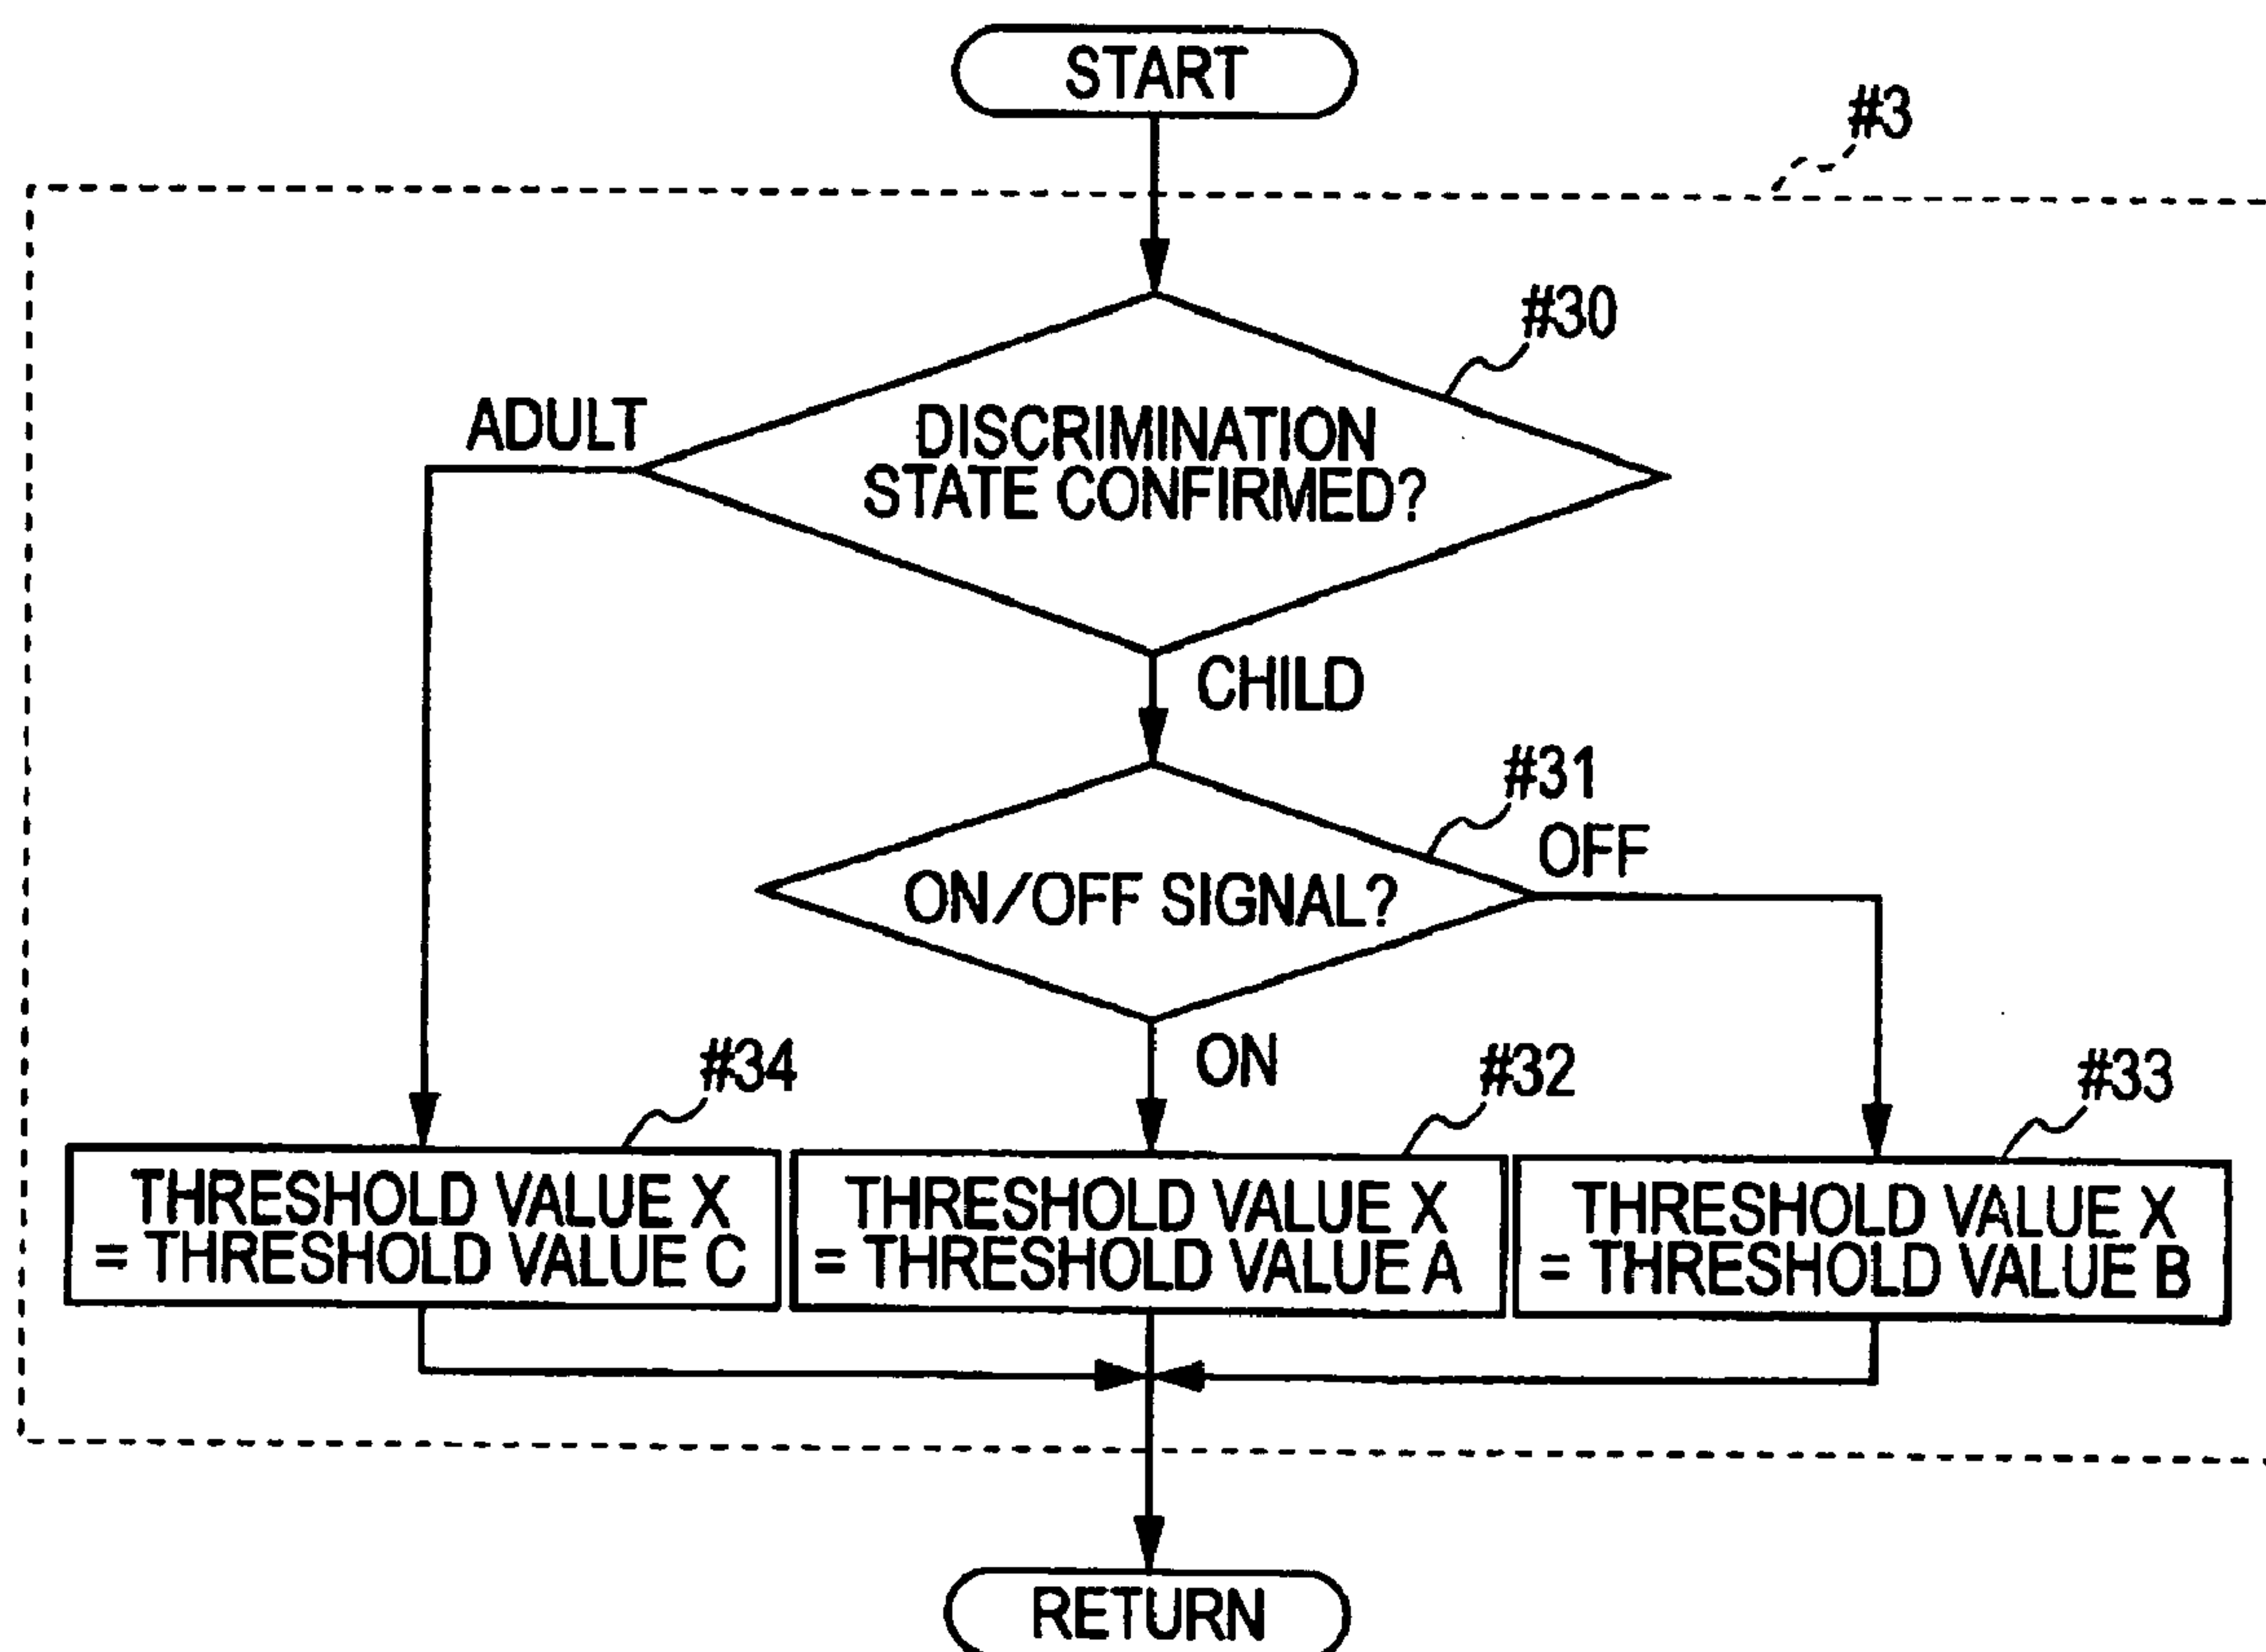 START
#3
#30
ADULT
DISCRIMINATION
STATE CONFIRMED?
CHILD
#31
OFF
ON/OFF SIGNAL?
ON
#34
#32
#33
THRESHOLD VALUE X
= THRESHOLD VALUE C
THRESHOLD VALUE X
= THRESHOLD VALUE A
THRESHOLD VALUE X
= THRESHOLD VALUE B
RETURN